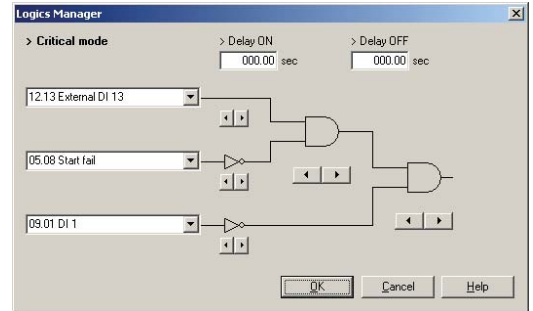 Logics Manager
> Critical mode
> Delay ON
> Delay OFF
000.00 sec
000.00 sec
12.13 External DI 13
05.08 Start fail
09.01 DI 1
OK Cancel Help